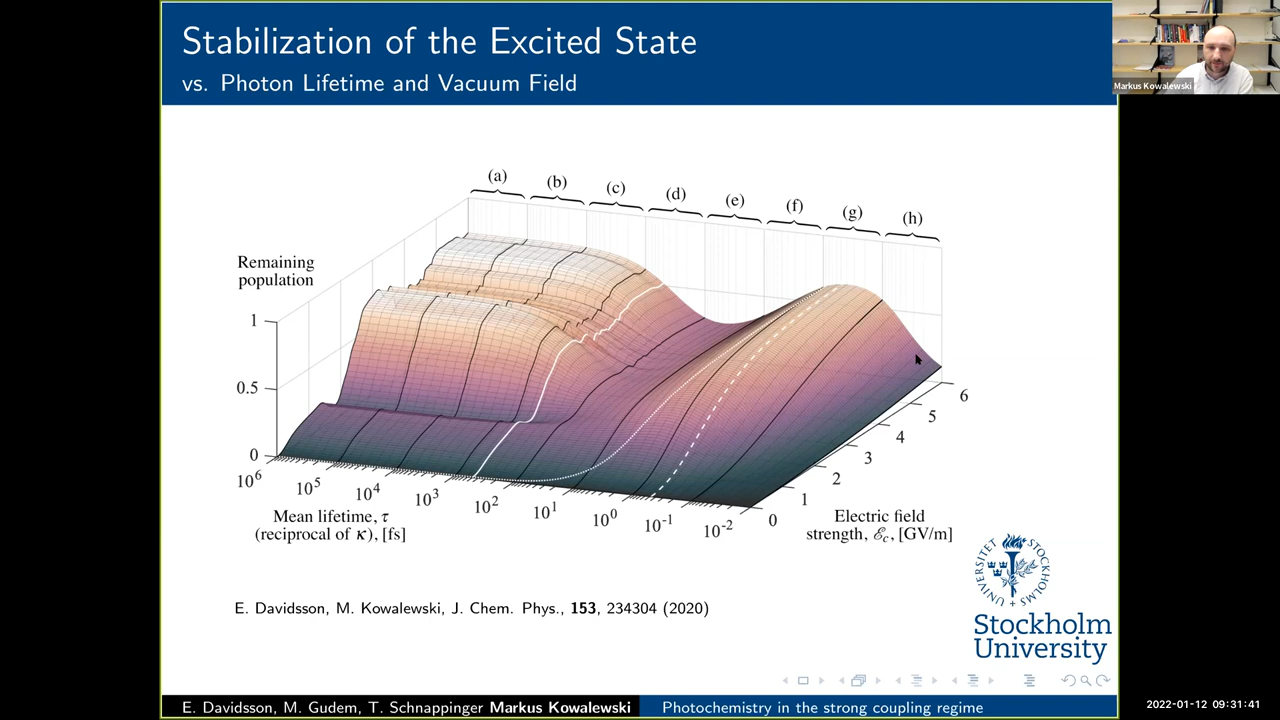 Stabilization of the Excited State
vs. Photon Lifetime and Vacuum Field
Markus Kowalewski
(a) (b) (c) (d) (e) (f) (g) (h)
Remaining
population
1
0.5
0
10^6 10^5 10^4 10^3 10^2 10^1 10^0 10^-1 10^-2
0 1 2 3 4 5 6
Mean lifetime, τ
(reciprocal of κ), [fs]
Electric field
strength, ℰc, [GV/m]
E. Davidsson, M. Kowalewski, J. Chem. Phys., 153, 234304 (2020)
STOCKHOLMS UNIVERSITET
Stockholm
University
E. Davidsson, M. Gudem, T. Schnappinger Markus Kowalewski
Photochemistry in the strong coupling regime
2022-01-12 09:31:41